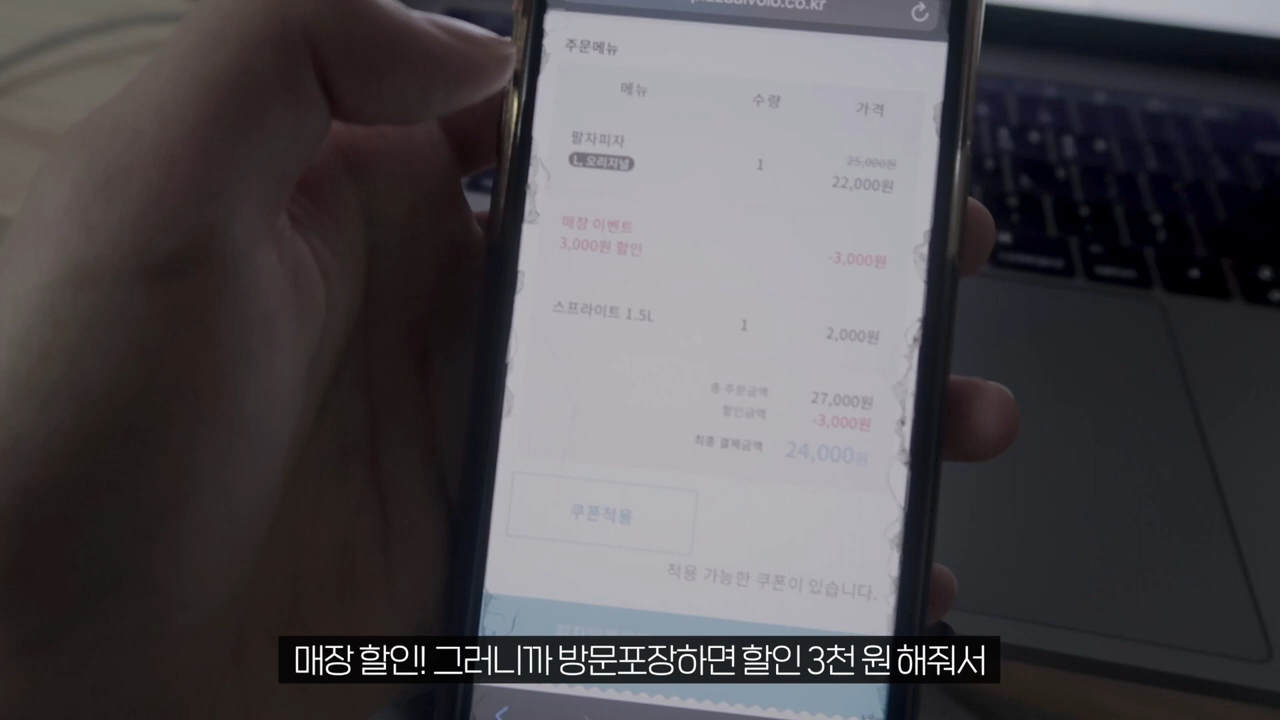 주문메뉴
메뉴 수량 가격
팔자피자 25,000원
L, 오리지널 1 22,000원
매장 이벤트
3,000원 할인 -3,000원
스프라이트 1.5L 1 2,000원
총 주문금액 27,000원
할인금액 -3,000원
최종 결제금액 24,000원
쿠폰적용
적용 가능한 쿠폰이 있습니다.
매장 할인! 그러니까 방문포장하면 할인 3천 원 해줘서